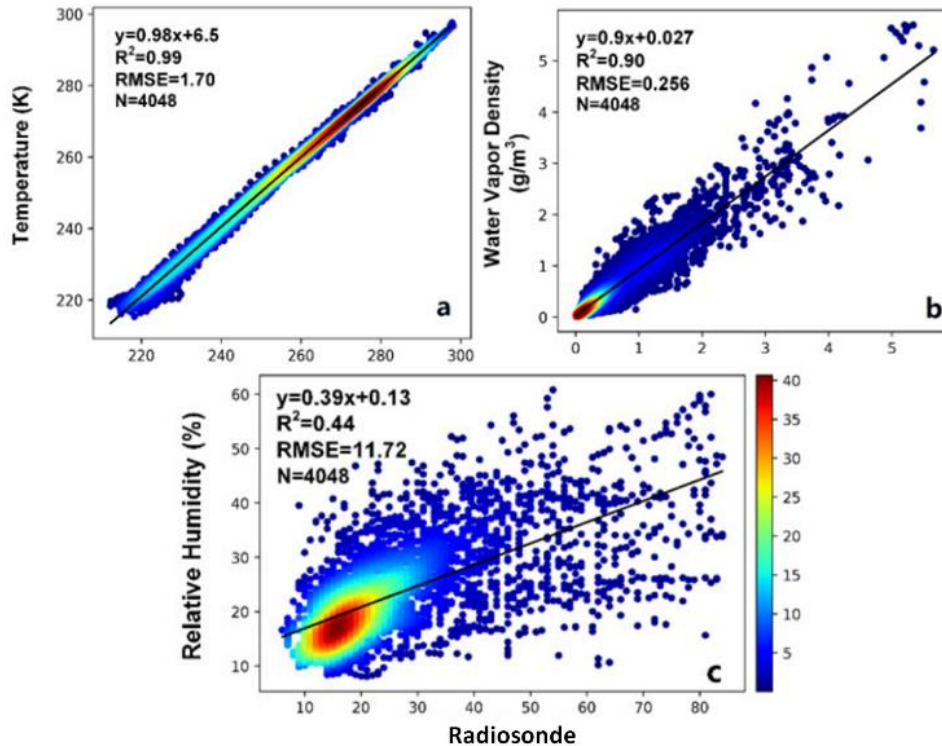 y=0.98x+6.5
R²=0.99
RMSE=1.70
N=4048
Temperature (K)
300
280
260
240
220
220 240 260 280 300
a
y=0.9x+0.027
R²=0.90
RMSE=0.256
N=4048
Water Vapor Density
(g/m³)
5
4
3
2
1
0
0 1 2 3 4 5
b
y=0.39x+0.13
R²=0.44
RMSE=11.72
N=4048
Relative Humidity (%)
60
50
40
30
20
10
10 20 30 40 50 60 70 80
c
40
35
30
25
20
15
10
5
Radiosonde